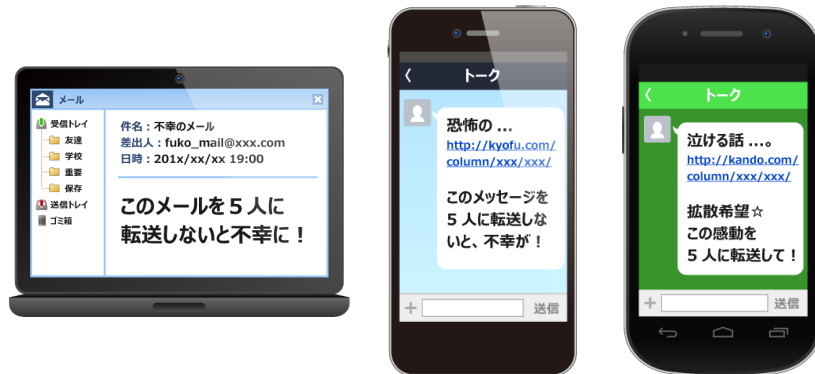 メール
受信トレイ
友達
学校
重要
保存
送信トレイ
ゴミ箱
件名：不幸のメール
差出人：fuko_mail@xxx.com
日時：201x/xx/xx 19:00
このメールを５人に
転送しないと不幸に！
トーク
恐怖の …
http://kyofu.com/
column/xxx/xxx/
このメッセージを
５人に転送しな
いと、不幸が！
送信
トーク
泣ける話 …。
http://kando.com/
column/xxx/xxx/
拡散希望☆
この感動を
５人に転送して！
送信